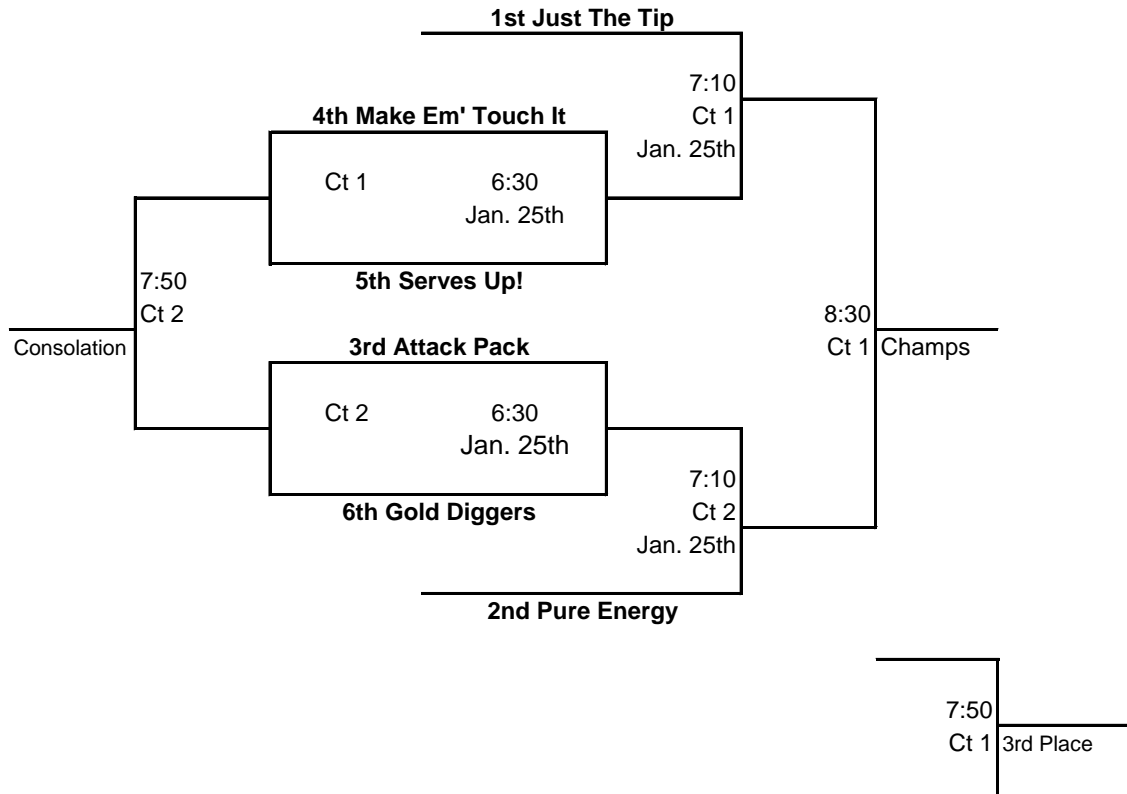 1st Just The Tip
7:10
Ct 1
Jan. 25th
4th Make Em' Touch It
Ct 1 6:30
Jan. 25th
5th Serves Up!
7:50
Ct 2
Consolation
8:30
Ct 1 Champs
3rd Attack Pack
Ct 2 6:30
Jan. 25th
6th Gold Diggers
7:10
Ct 2
Jan. 25th
2nd Pure Energy
7:50
Ct 1 3rd Place